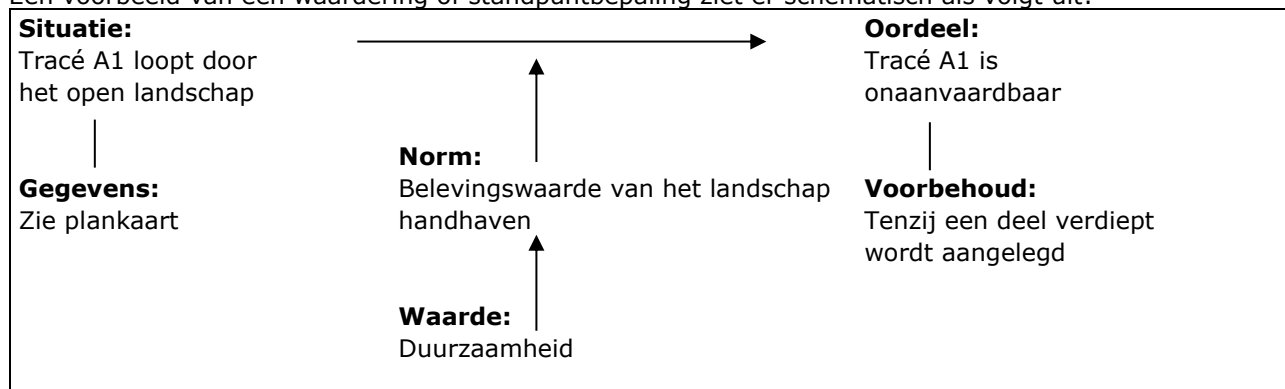 Een voorbeeld van een waardering of standpuntbepaling ziet er schematisch als volgt uit:
Situatie:
Tracé A1 loopt door
het open landschap
Oordeel:
Tracé A1 is
onaanvaardbaar
Gegevens:
Zie plankaart
Norm:
Belevingswaarde van het landschap
handhaven
Voorbehoud:
Tenzij een deel verdiept
wordt aangelegd
Waarde:
Duurzaamheid